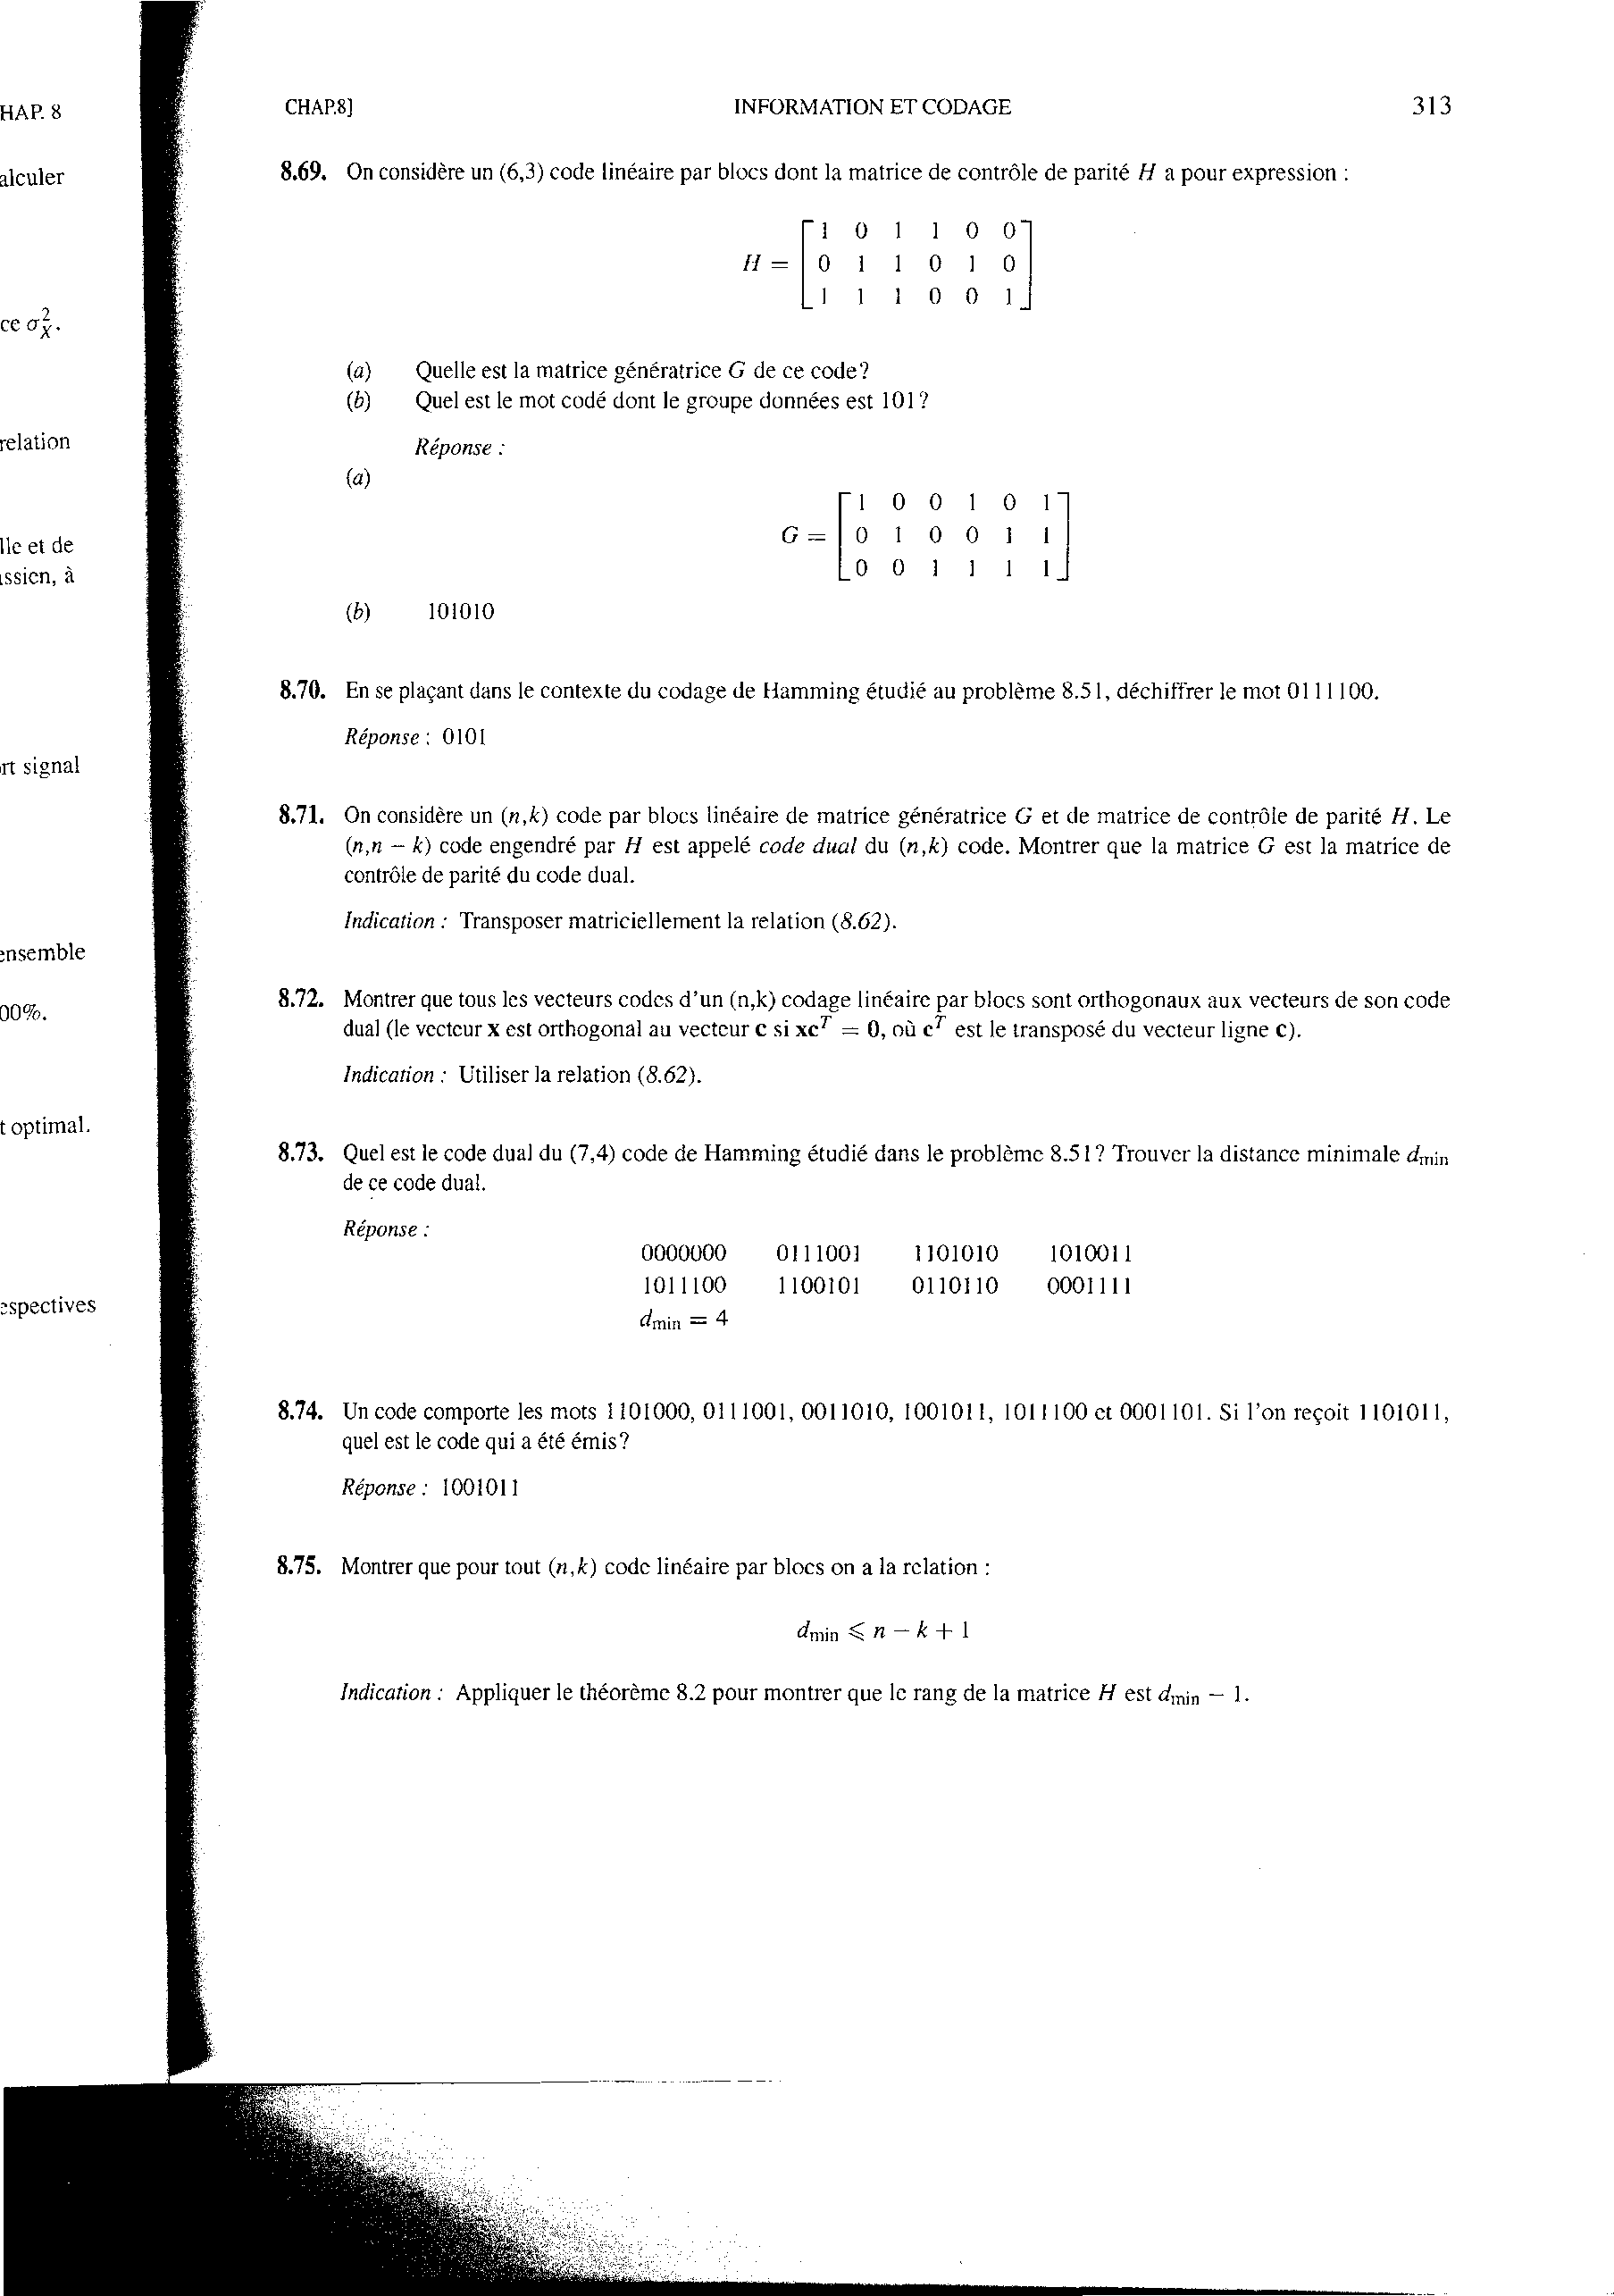 HAP. 8
alculer
ce σ²_X.
relation
lle et de
ssien, à
rt signal
ensemble
00%.
t optimal.
espectives
CHAP.8] INFORMATION ET CODAGE 313
8.69. On considère un (6,3) code linéaire par blocs dont la matrice de contrôle de parité H a pour expression :
H = [1 0 1 1 0 0
0 1 1 0 1 0
1 1 1 0 0 1]
(a) Quelle est la matrice génératrice G de ce code?
(b) Quel est le mot codé dont le groupe données est 101?
Réponse :
(a)
G = [1 0 0 1 0 1
0 1 0 0 1 1
0 0 1 1 1 1]
(b) 101010
8.70. En se plaçant dans le contexte du codage de Hamming étudié au problème 8.51, déchiffrer le mot 0111100.
Réponse : 0101
8.71. On considère un (n,k) code par blocs linéaire de matrice génératrice G et de matrice de contrôle de parité H. Le
(n,n − k) code engendré par H est appelé code dual du (n,k) code. Montrer que la matrice G est la matrice de
contrôle de parité du code dual.
Indication : Transposer matriciellement la relation (8.62).
8.72. Montrer que tous les vecteurs codes d'un (n,k) codage linéaire par blocs sont orthogonaux aux vecteurs de son code
dual (le vecteur x est orthogonal au vecteur c si xcᵀ = 0, où cᵀ est le transposé du vecteur ligne c).
Indication : Utiliser la relation (8.62).
8.73. Quel est le code dual du (7,4) code de Hamming étudié dans le problème 8.51? Trouver la distance minimale dmin
de ce code dual.
Réponse :
0000000 0111001 1101010 1010011
1011100 1100101 0110110 0001111
dmin = 4
8.74. Un code comporte les mots 1101000, 0111001, 0011010, 1001011, 1011100 et 0001101. Si l'on reçoit 1101011,
quel est le code qui a été émis?
Réponse : 1001011
8.75. Montrer que pour tout (n,k) code linéaire par blocs on a la relation :
dmin ⩽ n − k + 1
Indication : Appliquer le théorème 8.2 pour montrer que le rang de la matrice H est dmin − 1.